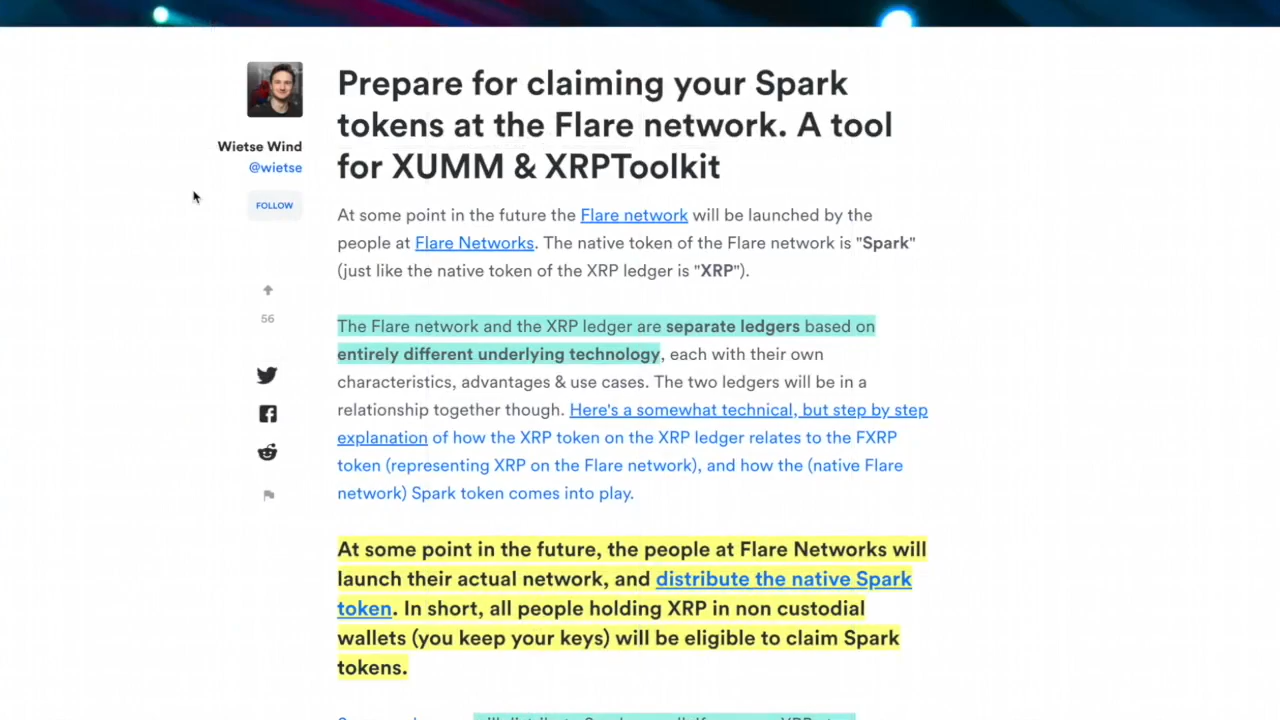 Wietse Wind
@wietse
FOLLOW
56
Prepare for claiming your Spark
tokens at the Flare network. A tool
for XUMM & XRPToolkit
At some point in the future the Flare network will be launched by the
people at Flare Networks. The native token of the Flare network is "Spark"
(just like the native token of the XRP ledger is "XRP").
The Flare network and the XRP ledger are separate ledgers based on
entirely different underlying technology, each with their own
characteristics, advantages & use cases. The two ledgers will be in a
relationship together though. Here's a somewhat technical, but step by step
explanation of how the XRP token on the XRP ledger relates to the FXRP
token (representing XRP on the Flare network), and how the (native Flare
network) Spark token comes into play.
At some point in the future, the people at Flare Networks will
launch their actual network, and distribute the native Spark
token. In short, all people holding XRP in non custodial
wallets (you keep your keys) will be eligible to claim Spark
tokens.